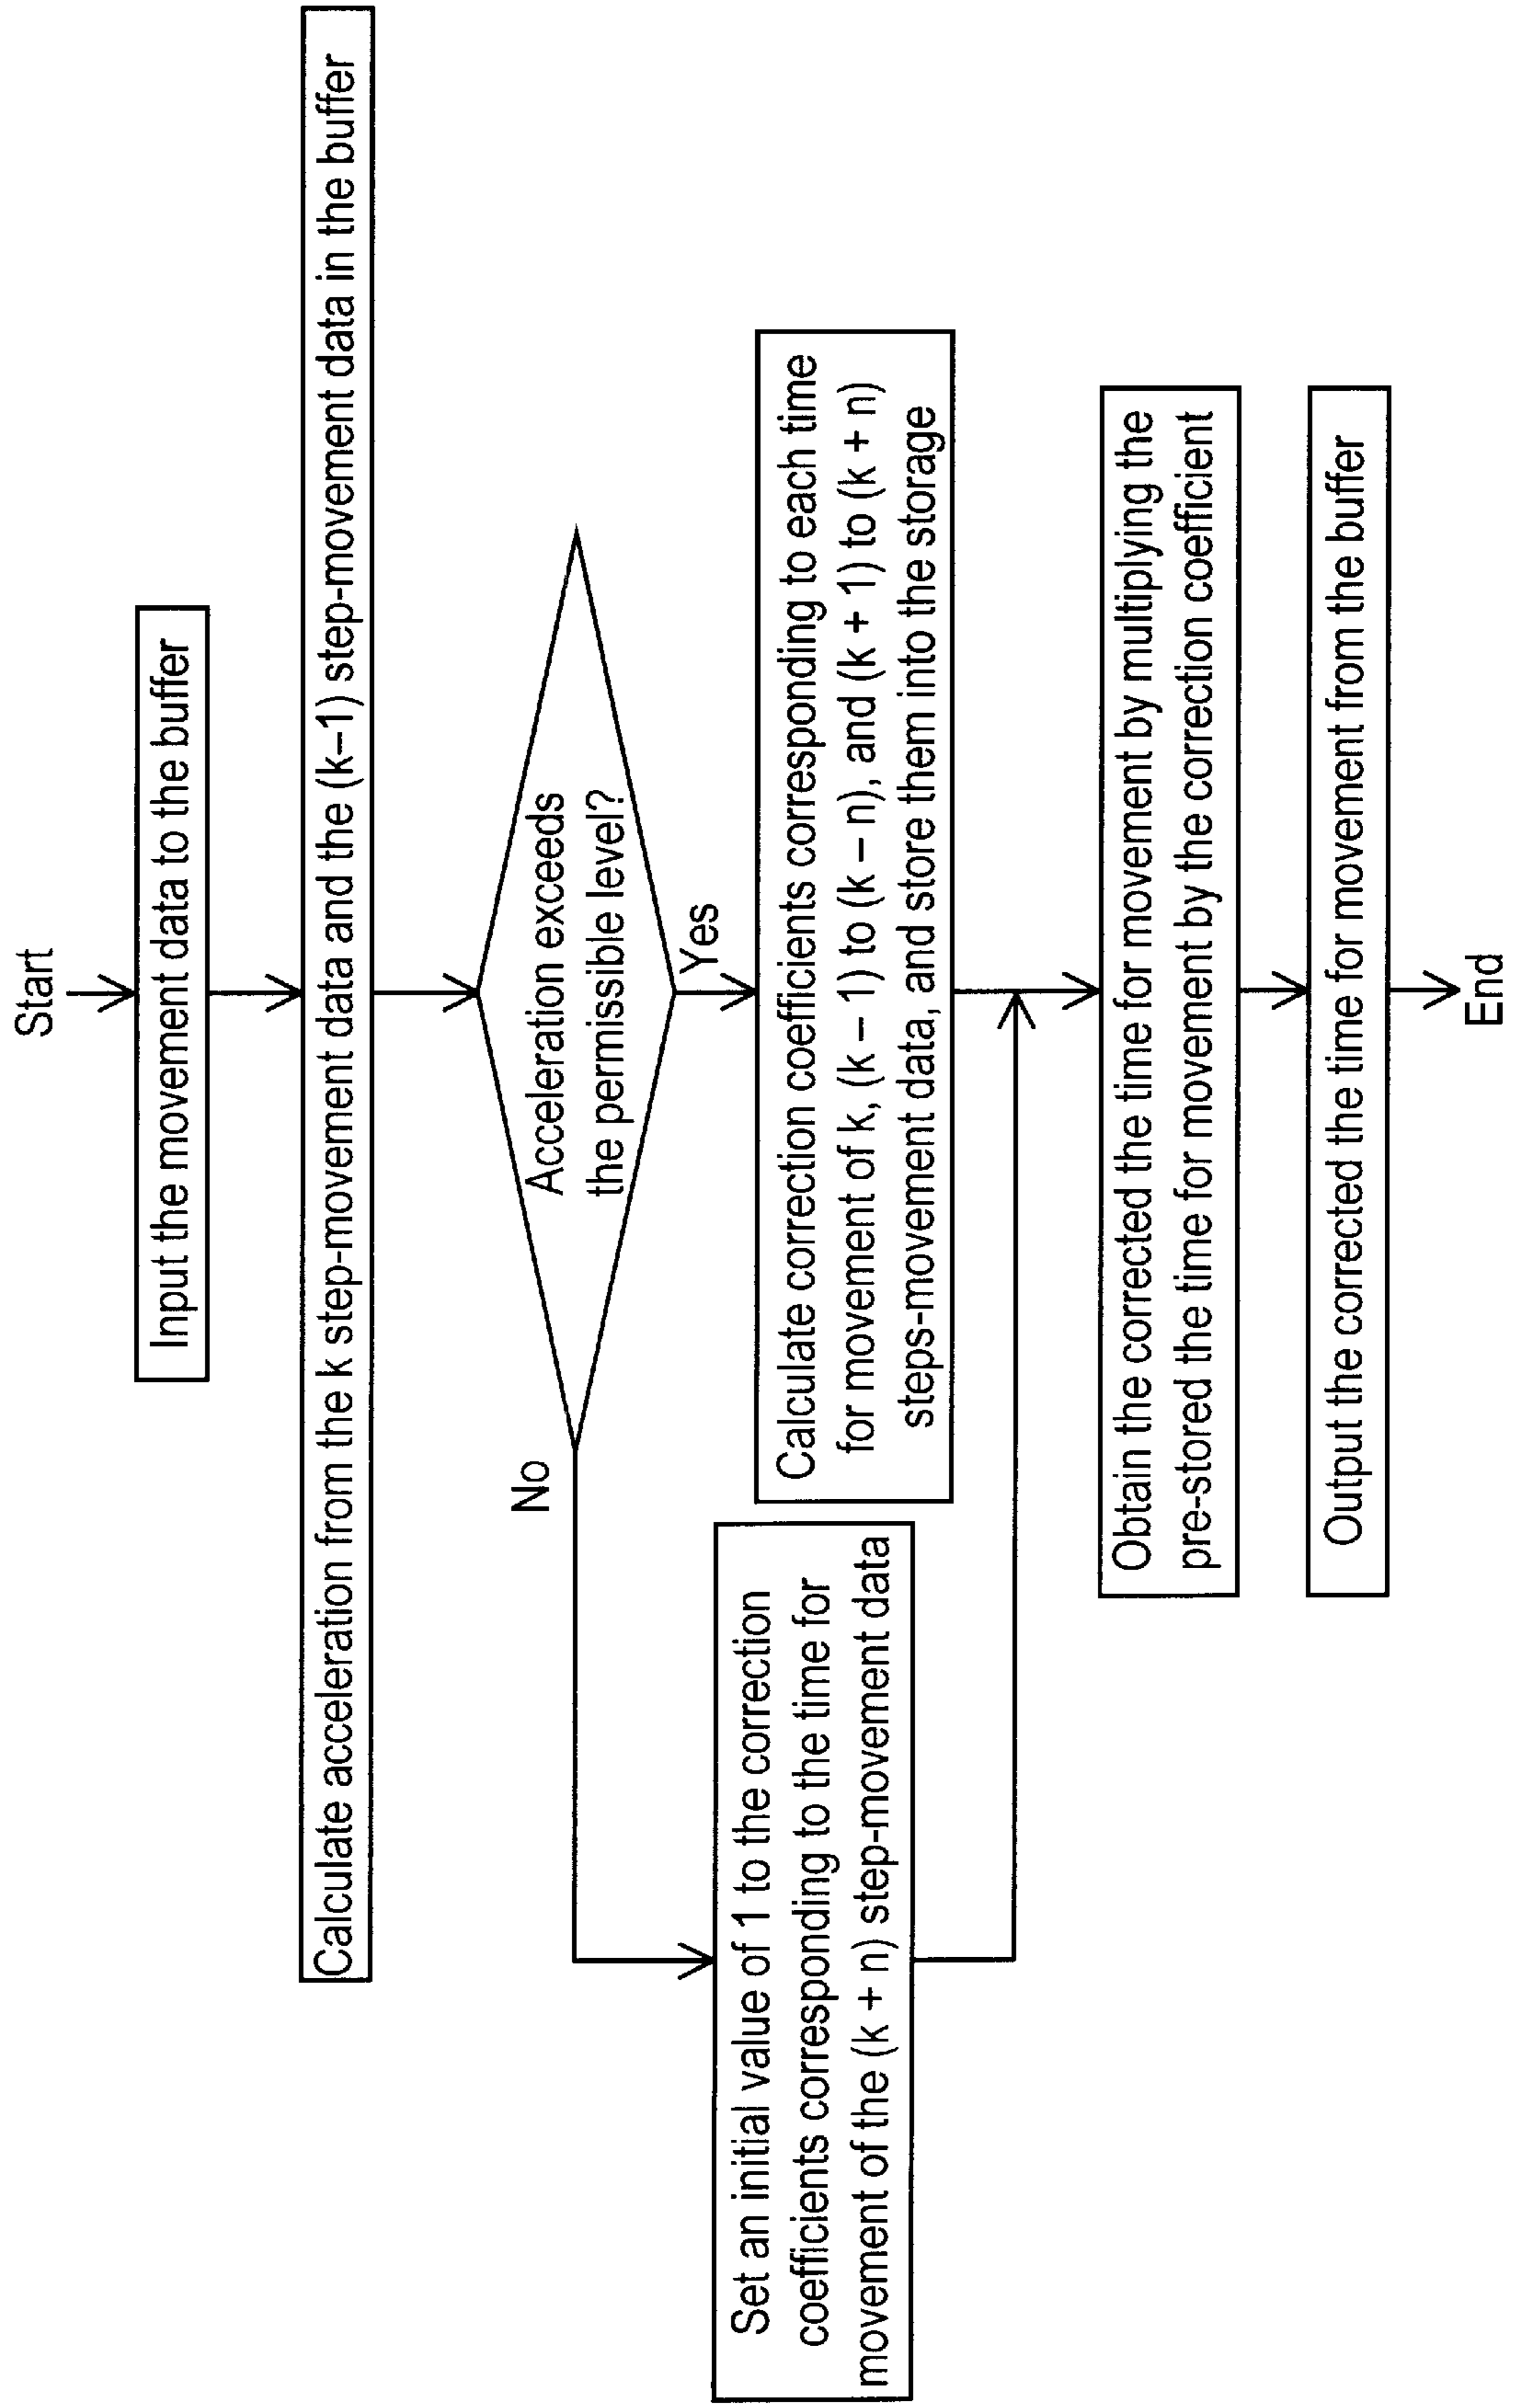 Start
Input the movement data to the buffer
Calculate acceleration from the k step-movement data and the (k–1) step-movement data in the buffer
Acceleration exceeds
the permissible level?
No
Yes
Set an initial value of 1 to the correction
coefficients corresponding to the time for
movement of the (k + n) step-movement data
Calculate correction coefficients corresponding to each time
for movement of k, (k – 1) to (k – n), and (k + 1) to (k + n)
steps-movement data, and store them into the storage
Obtain the corrected the time for movement by multiplying the
pre-stored the time for movement by the correction coefficient
Output the corrected the time for movement from the buffer
End